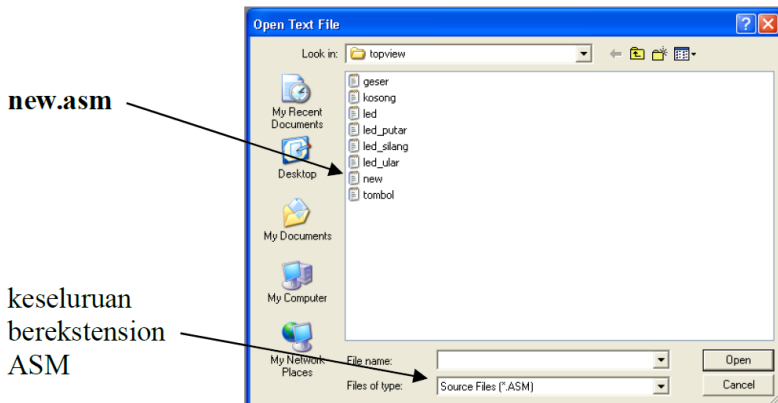 Open Text File
Look in: topview
new.asm
My Recent
Documents
Desktop
My Documents
My Computer
My Network
Places
geser
kosong
led
led_putar
led_silang
led_ular
new
tombol
keseluruan
berekstension
ASM
File name:
Open
Files of type: Source Files (*.ASM)
Cancel